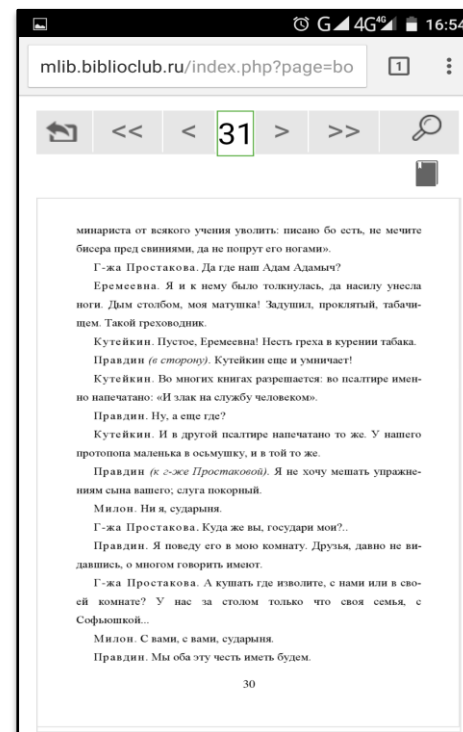 G 4G 4G 16:54
mlib.biblioclub.ru/index.php?page=bo 1
<< < 31 > >>
минариста от всякого учения уволить: писано бо есть, не мечите
бисера пред свиниями, да не попрут его ногами».
Г-жа Простакова. Да где наш Адам Адамыч?
Еремеевна. Я и к нему было толкнулась, да насилу унесла
ноги. Дым столбом, моя матушка! Задушил, проклятый, табачи-
щем. Такой греховодник.
Кутейкин. Пустое, Еремеевна! Несть греха в курении табака.
Правдин (в сторону). Кутейкин еще и умничает!
Кутейкин. Во многих книгах разрешается: во псалтире имен-
но напечатано: «И злак на службу человеком».
Правдин. Ну, а еще где?
Кутейкин. И в другой псалтире напечатано то же. У нашего
протопопа маленька в осьмушку, и в той то же.
Правдин (к г-же Простаковой). Я не хочу мешать упражне-
ниям сына вашего; слуга покорный.
Милон. Ни я, сударыня.
Г-жа Простакова. Куда же вы, государи мои?..
Правдин. Я поведу его в мою комнату. Друзья, давно не ви-
давшись, о многом говорить имеют.
Г-жа Простакова. А кушать где изволите, с нами или в сво-
ей комнате? У нас за столом только что своя семья, с
Софьюшкой...
Милон. С вами, с вами, сударыня.
Правдин. Мы оба эту честь иметь будем.
30